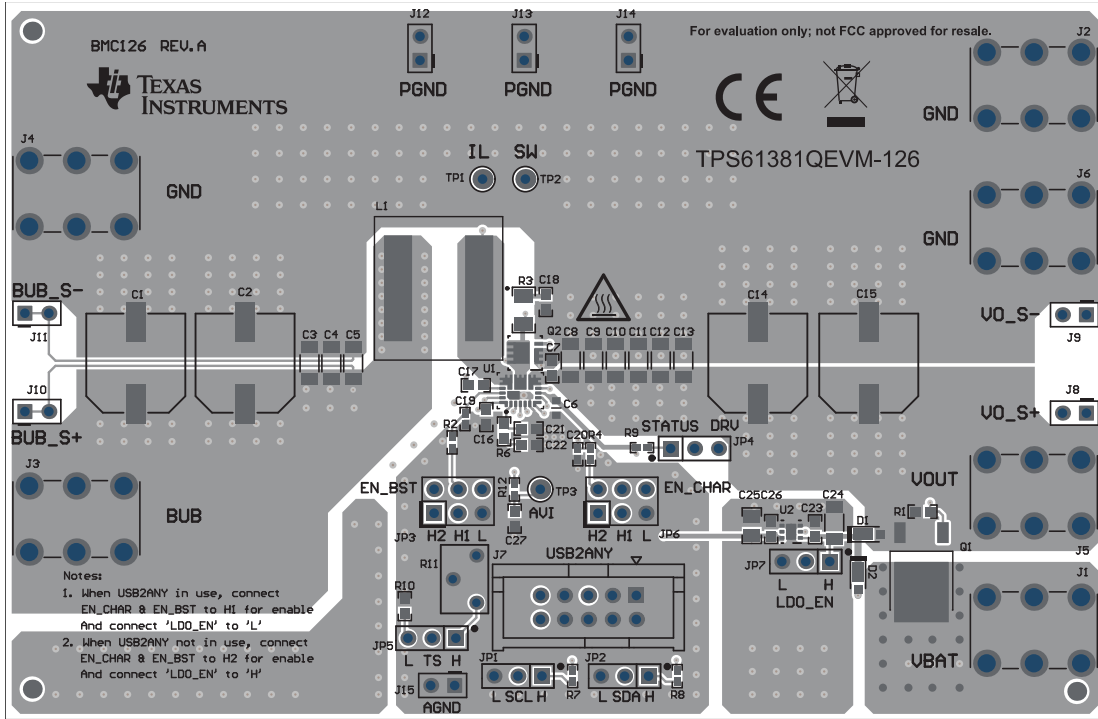 J12
J13
J14
For evaluation only; not FCC approved for resale.
J2
BMC126 REV.A
TEXAS
INSTRUMENTS
PGND
PGND
PGND
CE
GND
J4
IL
SW
TPS61381QEVM-126
TP1
TP2
J6
GND
L1
GND
BUB_S-
R3
C18
C1
C2
C14
C15
VO_S-
J11
C3
C4
C5
Q2
C8
C9
C10
C11
C12
C13
J9
C7
C17
U1
J10
J8
C19
C6
BUB_S+
VO_S+
R2
C16
C21
R6
C22
C20
R4
R9
STATUS
DRV
JP4
J3
VOUT
EN_BST
R12
TP3
EN_CHAR
C25
C26
U2
C23
C24
R1
BUB
AVI
D1
H2
H1
L
C27
H2
H1
L
JP3
JP6
Q1
J5
R11
J7
USB2ANY
JP7
L
H
LDO_EN
D2
J1
Notes:
1. When USB2ANY in use, connect
EN_CHAR & EN_BST to H1 for enable
And connect 'LDO_EN' to 'L'
2. When USB2ANY not in use, connect
EN_CHAR & EN_BST to H2 for enable
And connect 'LDO_EN' to 'H'
R10
JP5
L
TS
H
JP1
JP2
VBAT
J15
L
SCL
H
R7
L
SDA
H
R8
AGND